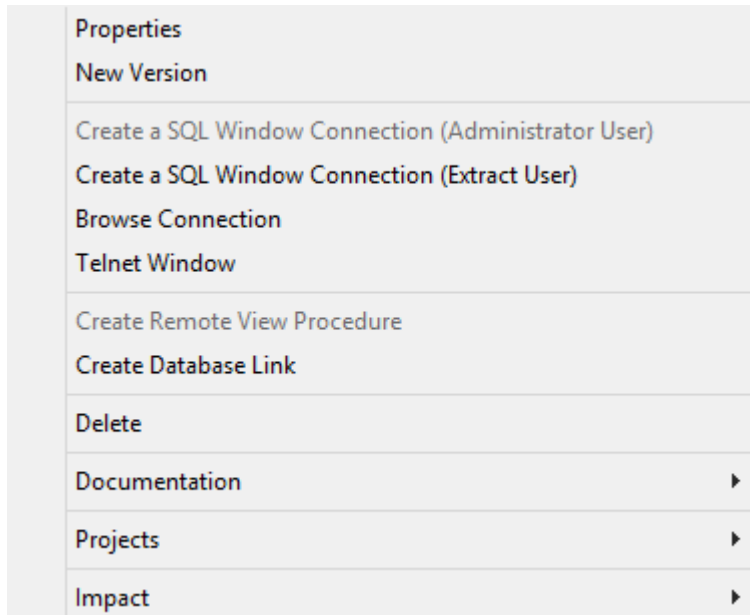 Properties
New Version
Create a SQL Window Connection (Administrator User)
Create a SQL Window Connection (Extract User)
Browse Connection
Telnet Window
Create Remote View Procedure
Create Database Link
Delete
Documentation
Projects
Impact